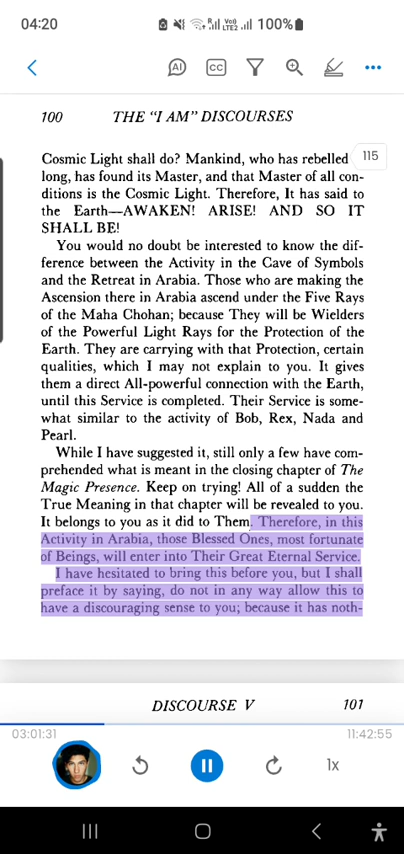 04:20
Vo)) LTE2 100%
AI CC
100 THE "I AM" DISCOURSES
115
Cosmic Light shall do? Mankind, who has rebelled
long, has found its Master, and that Master of all con-
ditions is the Cosmic Light. Therefore, It has said to
the Earth—AWAKEN! ARISE! AND SO IT
SHALL BE!
You would no doubt be interested to know the dif-
ference between the Activity in the Cave of Symbols
and the Retreat in Arabia. Those who are making the
Ascension there in Arabia ascend under the Five Rays
of the Maha Chohan; because They will be Wielders
of the Powerful Light Rays for the Protection of the
Earth. They are carrying with that Protection, certain
qualities, which I may not explain to you. It gives
them a direct All-powerful connection with the Earth,
until this Service is completed. Their Service is some-
what similar to the activity of Bob, Rex, Nada and
Pearl.
While I have suggested it, still only a few have com-
prehended what is meant in the closing chapter of The
Magic Presence. Keep on trying! All of a sudden the
True Meaning in that chapter will be revealed to you.
It belongs to you as it did to Them. Therefore, in this
Activity in Arabia, those Blessed Ones, most fortunate
of Beings, will enter into Their Great Eternal Service.
I have hesitated to bring this before you, but I shall
preface it by saying, do not in any way allow this to
have a discouraging sense to you; because it has noth-
DISCOURSE V 101
03:01:31 11:42:55
1x